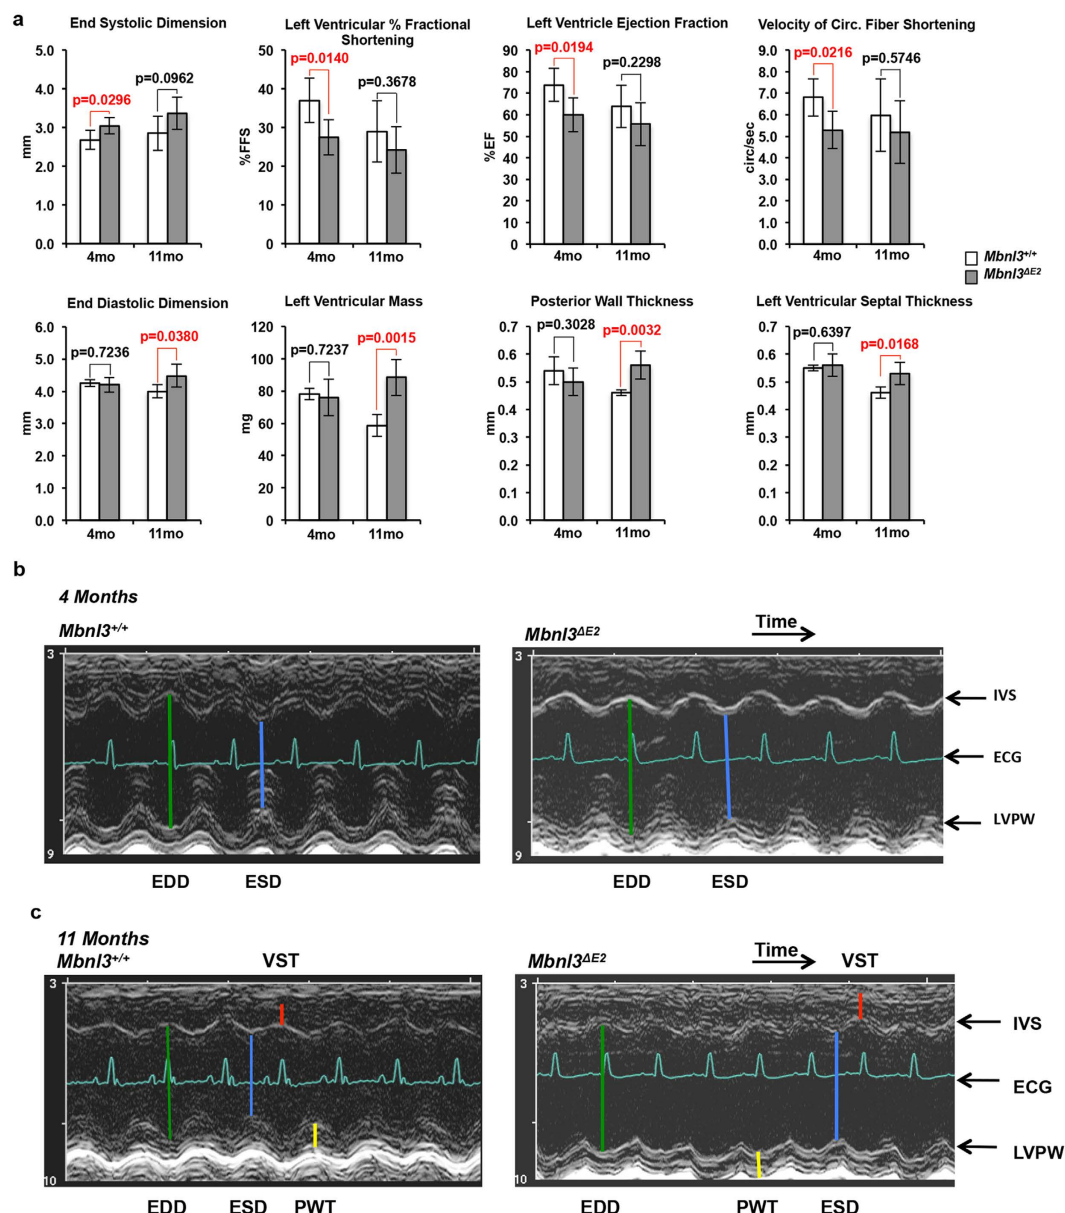 a
End Systolic Dimension
5.0
4.0
3.0
2.0
1.0
0.0
mm
p=0.0296
p=0.0962
4mo
11mo
Left Ventricular % Fractional
Shortening
50
40
30
20
10
0
%FFS
p=0.0140
p=0.3678
4mo
11mo
Left Ventricle Ejection Fraction
90
80
70
60
50
40
30
20
10
0
%EF
p=0.0194
p=0.2298
4mo
11mo
Velocity of Circ. Fiber Shortening
9.0
8.0
7.0
6.0
5.0
4.0
3.0
2.0
1.0
0.0
circ/sec
p=0.0216
p=0.5746
4mo
11mo
Mbnl3+/+
Mbnl3ΔE2
End Diastolic Dimension
6.0
5.0
4.0
3.0
2.0
1.0
0.0
mm
p=0.7236
p=0.0380
4mo
11mo
Left Ventricular Mass
120
100
80
60
40
20
0
mg
p=0.7237
p=0.0015
4mo
11mo
Posterior Wall Thickness
0.7
0.6
0.5
0.4
0.3
0.2
0.1
0.0
mm
p=0.3028
p=0.0032
4mo
11mo
Left Ventricular Septal Thickness
0.7
0.6
0.5
0.4
0.3
0.2
0.1
0.0
mm
p=0.6397
p=0.0168
4mo
11mo
b
4 Months
Mbnl3+/+
3
9
EDD
ESD
Mbnl3ΔE2
Time
3
9
IVS
ECG
LVPW
EDD
ESD
c
11 Months
Mbnl3+/+
VST
3
10
EDD
ESD
PWT
Mbnl3ΔE2
Time
VST
3
10
IVS
ECG
LVPW
EDD
PWT
ESD